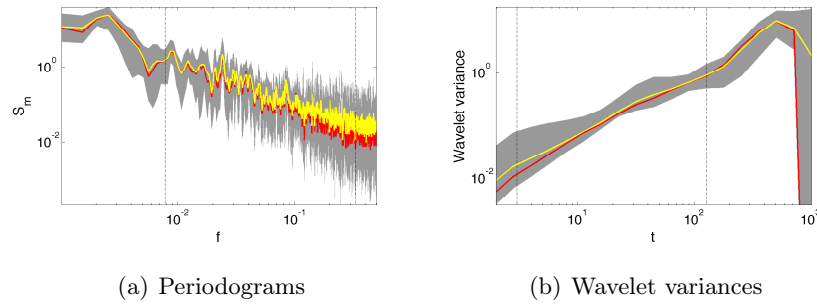 S_m
10^0
10^-2
10^-2
10^-1
f
Wavelet variance
10^0
10^-2
10^1
10^2
10^3
t
(a) Periodograms
(b) Wavelet variances